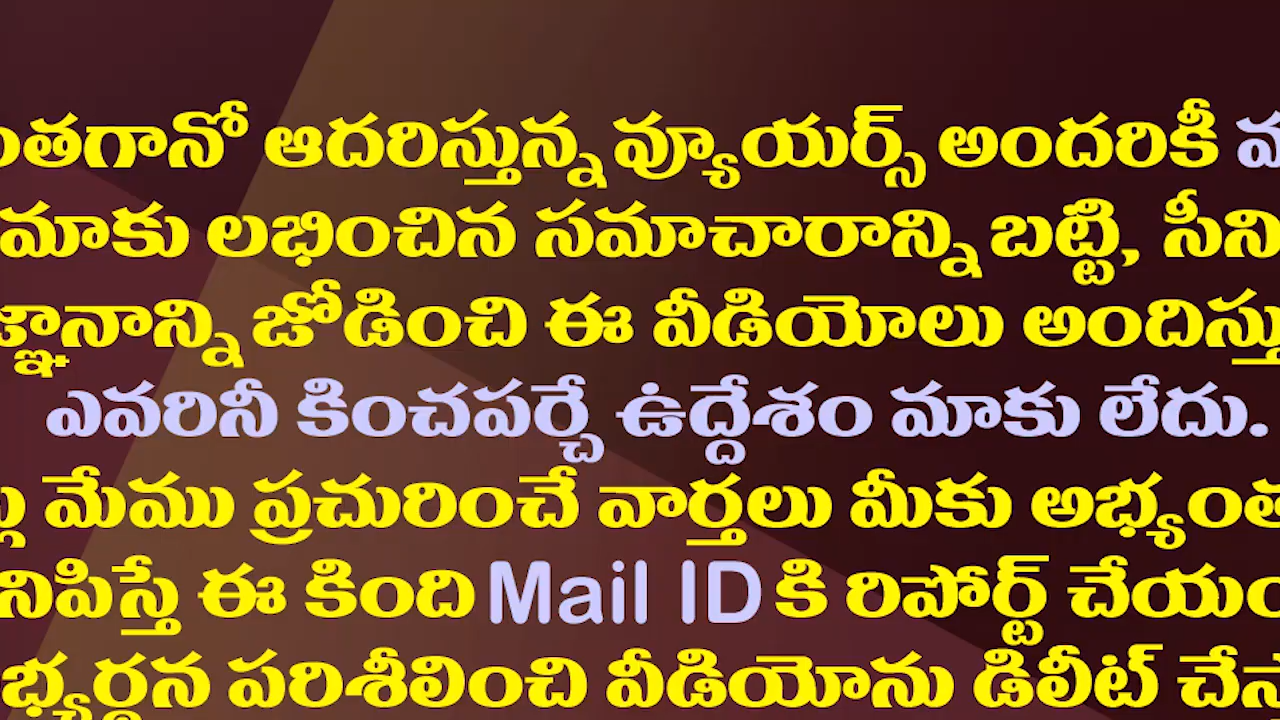 ఆదరిస్తున్న వ్యూయర్స్ అందరికీ
మాకు లభించిన సమాచారాన్ని బట్టి,
జోడించి ఈ వీడియోలు
ఎవరినీ కించపర్చే ఉద్దేశం మాకు లేదు.
మేము ప్రచురించే వార్తలు మీకు
ఈ కింది Mail ID కి రిపోర్ట్
పరిశీలించి వీడియోను డిలీట్